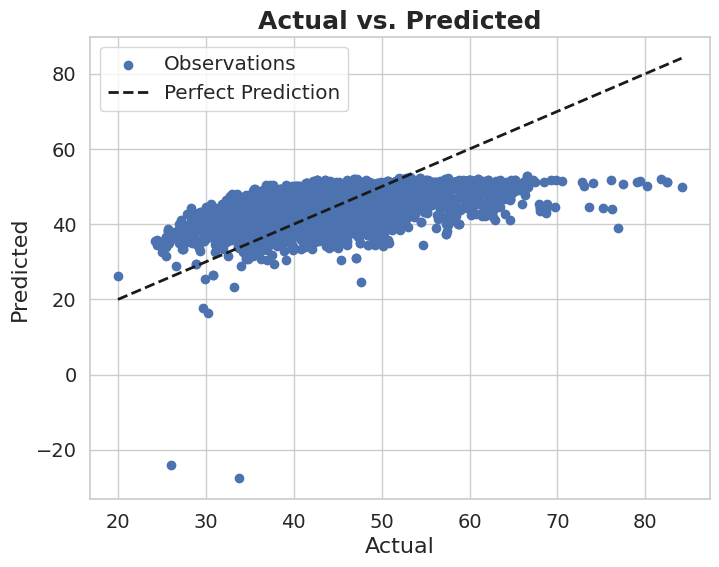 Actual vs. Predicted
Observations
Perfect Prediction
80
60
40
20
0
−20
Predicted
20 30 40 50 60 70 80
Actual